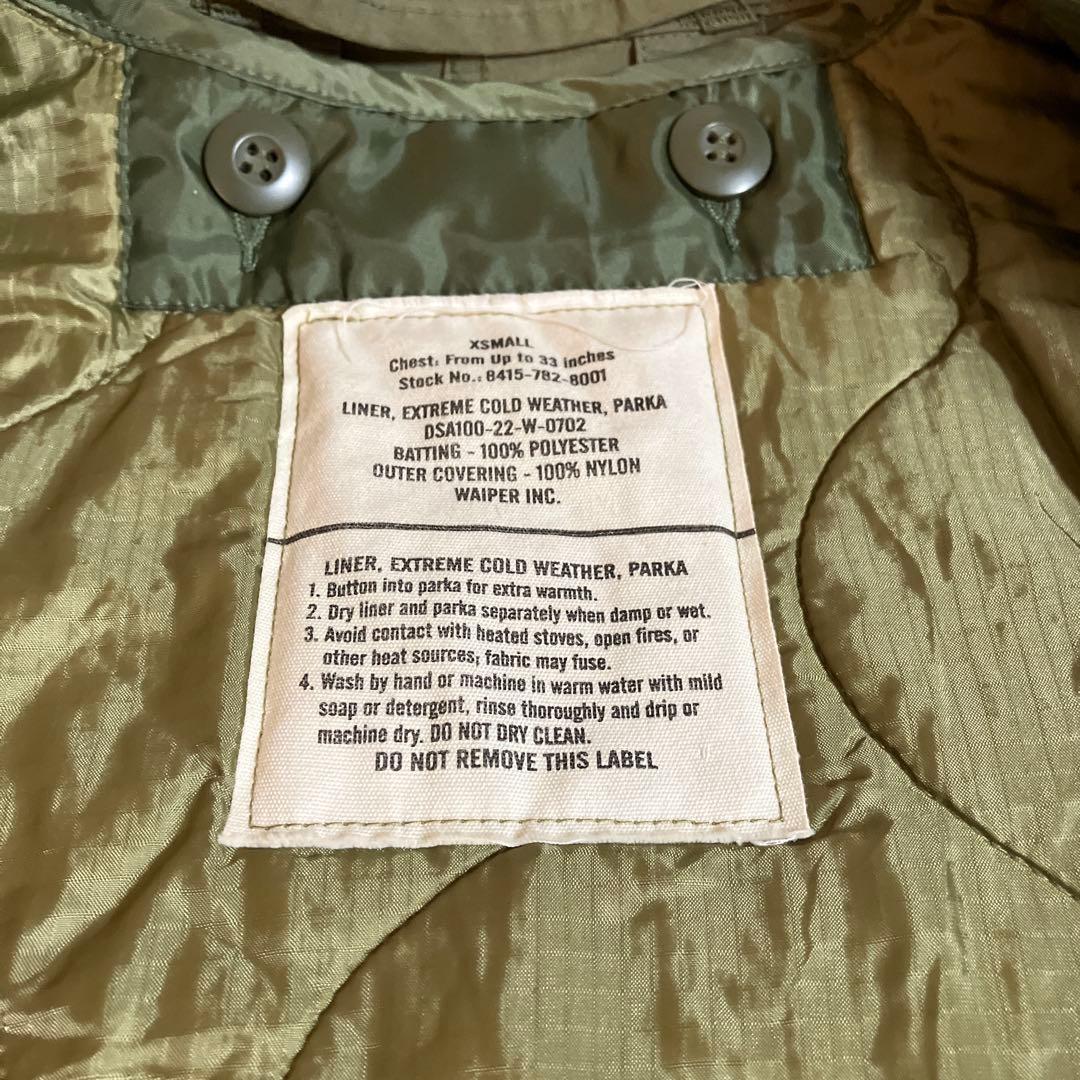 XSMALL
Chest: From Up to 33 inches
Stock No.: 8415-782-8001
LINER, EXTREME COLD WEATHER, PARKA
DSA100-22-W-0702
BATTING - 100% POLYESTER
OUTER COVERING - 100% NYLON
WAIPER INC.
LINER, EXTREME COLD WEATHER, PARKA
1. Button into parka for extra warmth.
2. Dry liner and parka separately when damp or wet.
3. Avoid contact with heated stoves, open fires, or
other heat sources; fabric may fuse.
4. Wash by hand or machine in warm water with mild
soap or detergent, rinse thoroughly and drip or
machine dry. DO NOT DRY CLEAN.
DO NOT REMOVE THIS LABEL